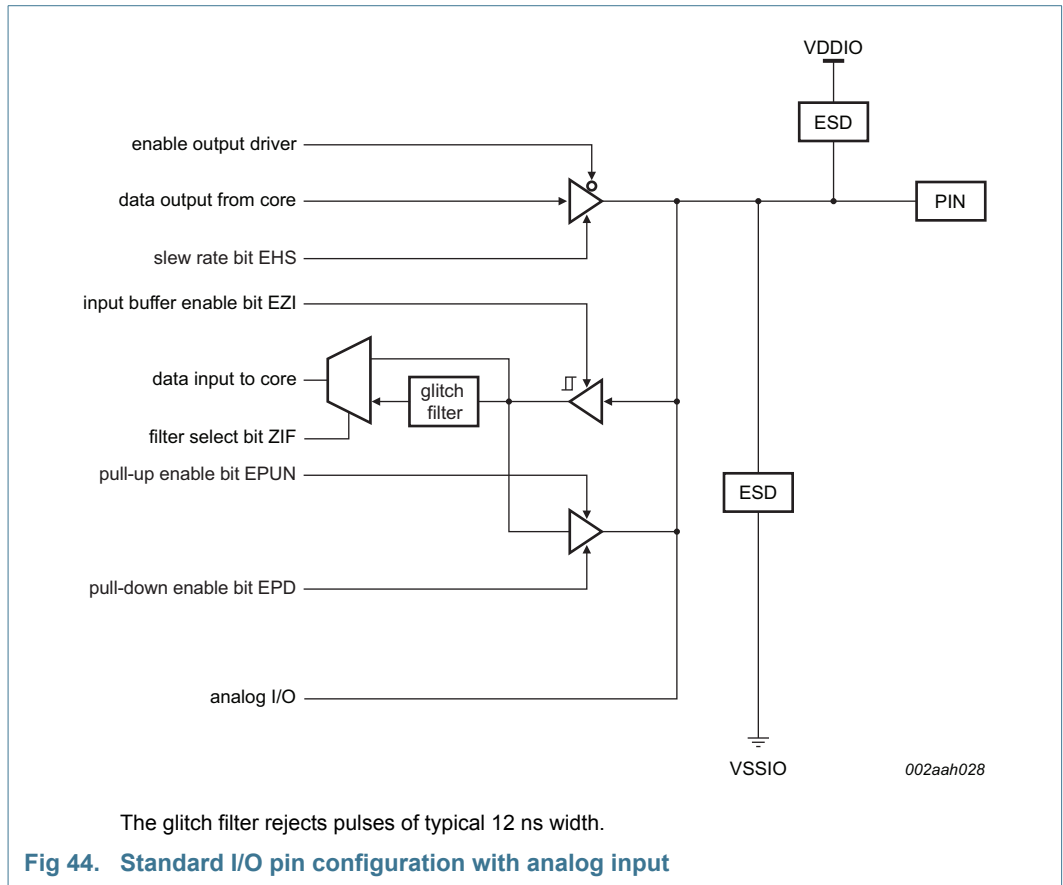 VDDIO
ESD
enable output driver
data output from core
PIN
slew rate bit EHS
input buffer enable bit EZI
data input to core
glitch
filter
filter select bit ZIF
pull-up enable bit EPUN
ESD
pull-down enable bit EPD
analog I/O
VSSIO
002aah028
The glitch filter rejects pulses of typical 12 ns width.
Fig 44. Standard I/O pin configuration with analog input